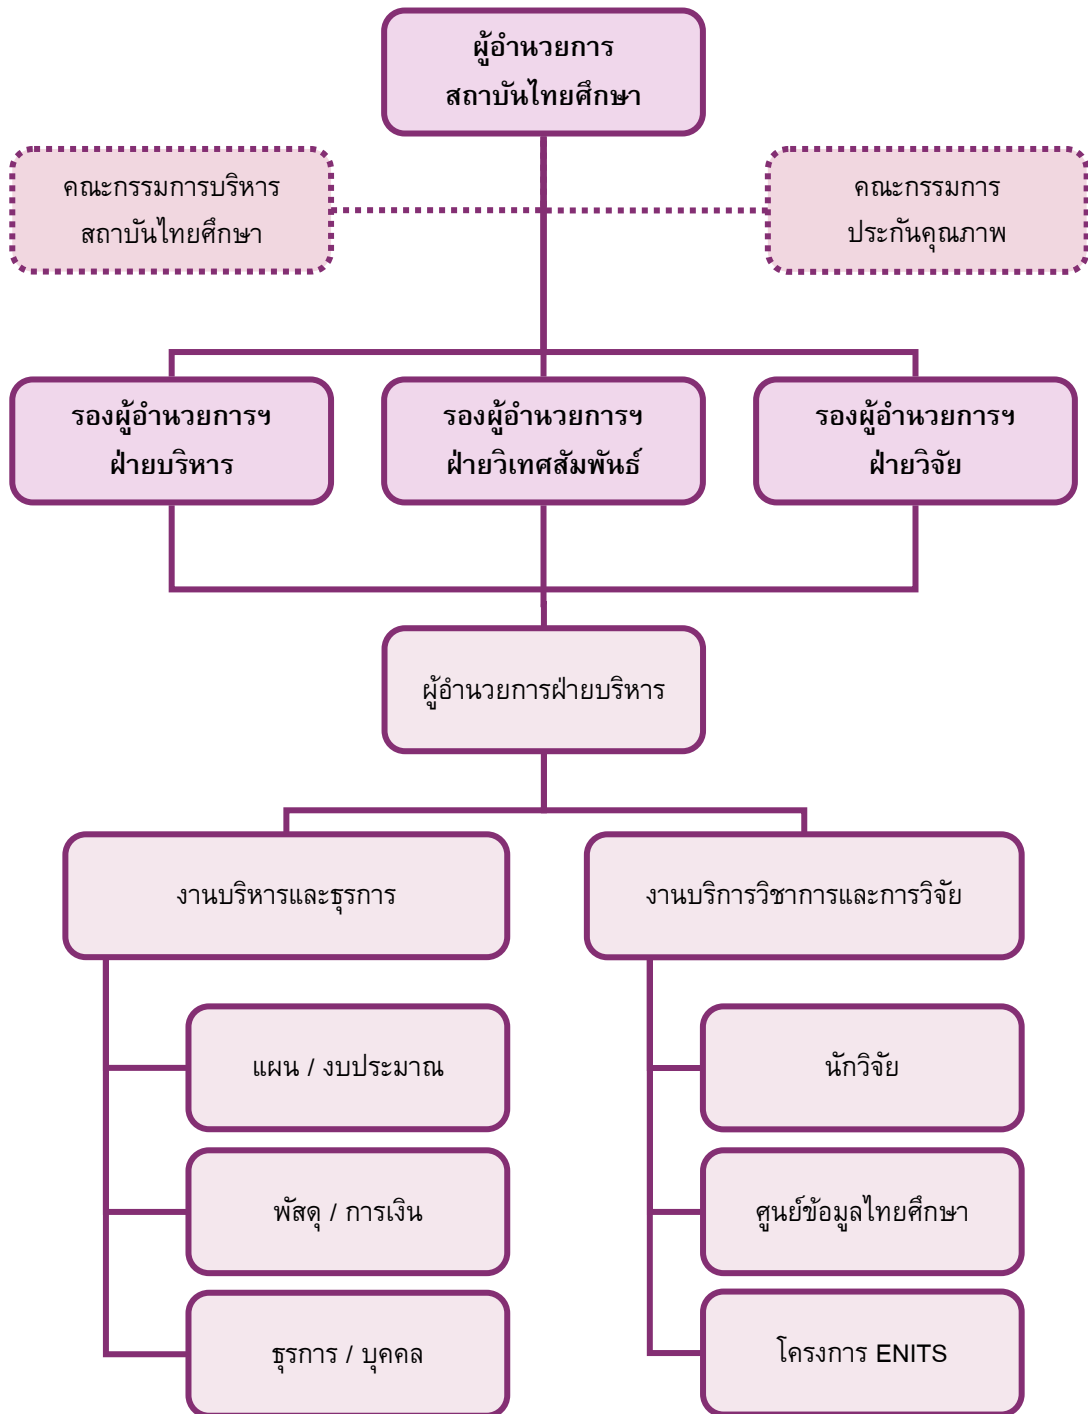 ผู้อำนวยการ
สถาบันไทยศึกษา
คณะกรรมการบริหาร
สถาบันไทยศึกษา
คณะกรรมการ
ประกันคุณภาพ
รองผู้อำนวยการฯ
ฝ่ายบริหาร
รองผู้อำนวยการฯ
ฝ่ายวิเทศสัมพันธ์
รองผู้อำนวยการฯ
ฝ่ายวิจัย
ผู้อำนวยการฝ่ายบริหาร
งานบริหารและธุรการ
งานบริการวิชาการและการวิจัย
แผน / งบประมาณ
นักวิจัย
พัสดุ / การเงิน
ศูนย์ข้อมูลไทยศึกษา
ธุรการ / บุคคล
โครงการ ENITS